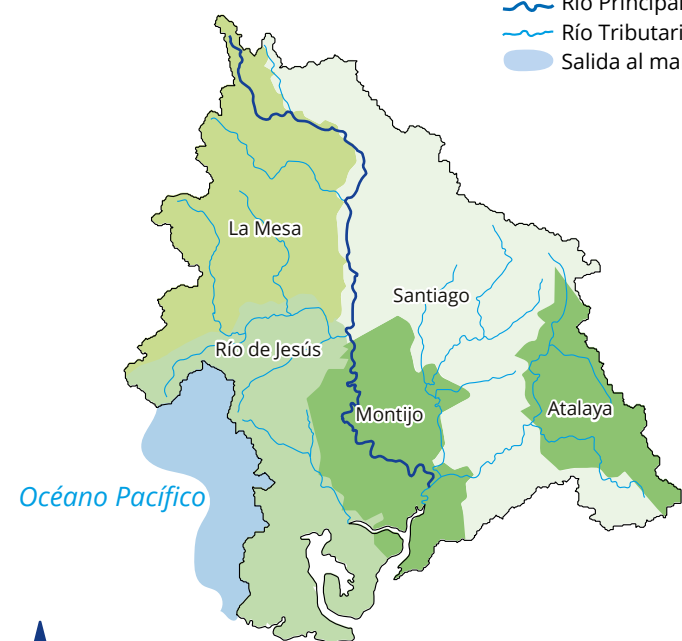 Río Principal
Río Tributari
Salida al ma
La Mesa
Santiago
Río de Jesús
Montijo
Atalaya
Océano Pacífico